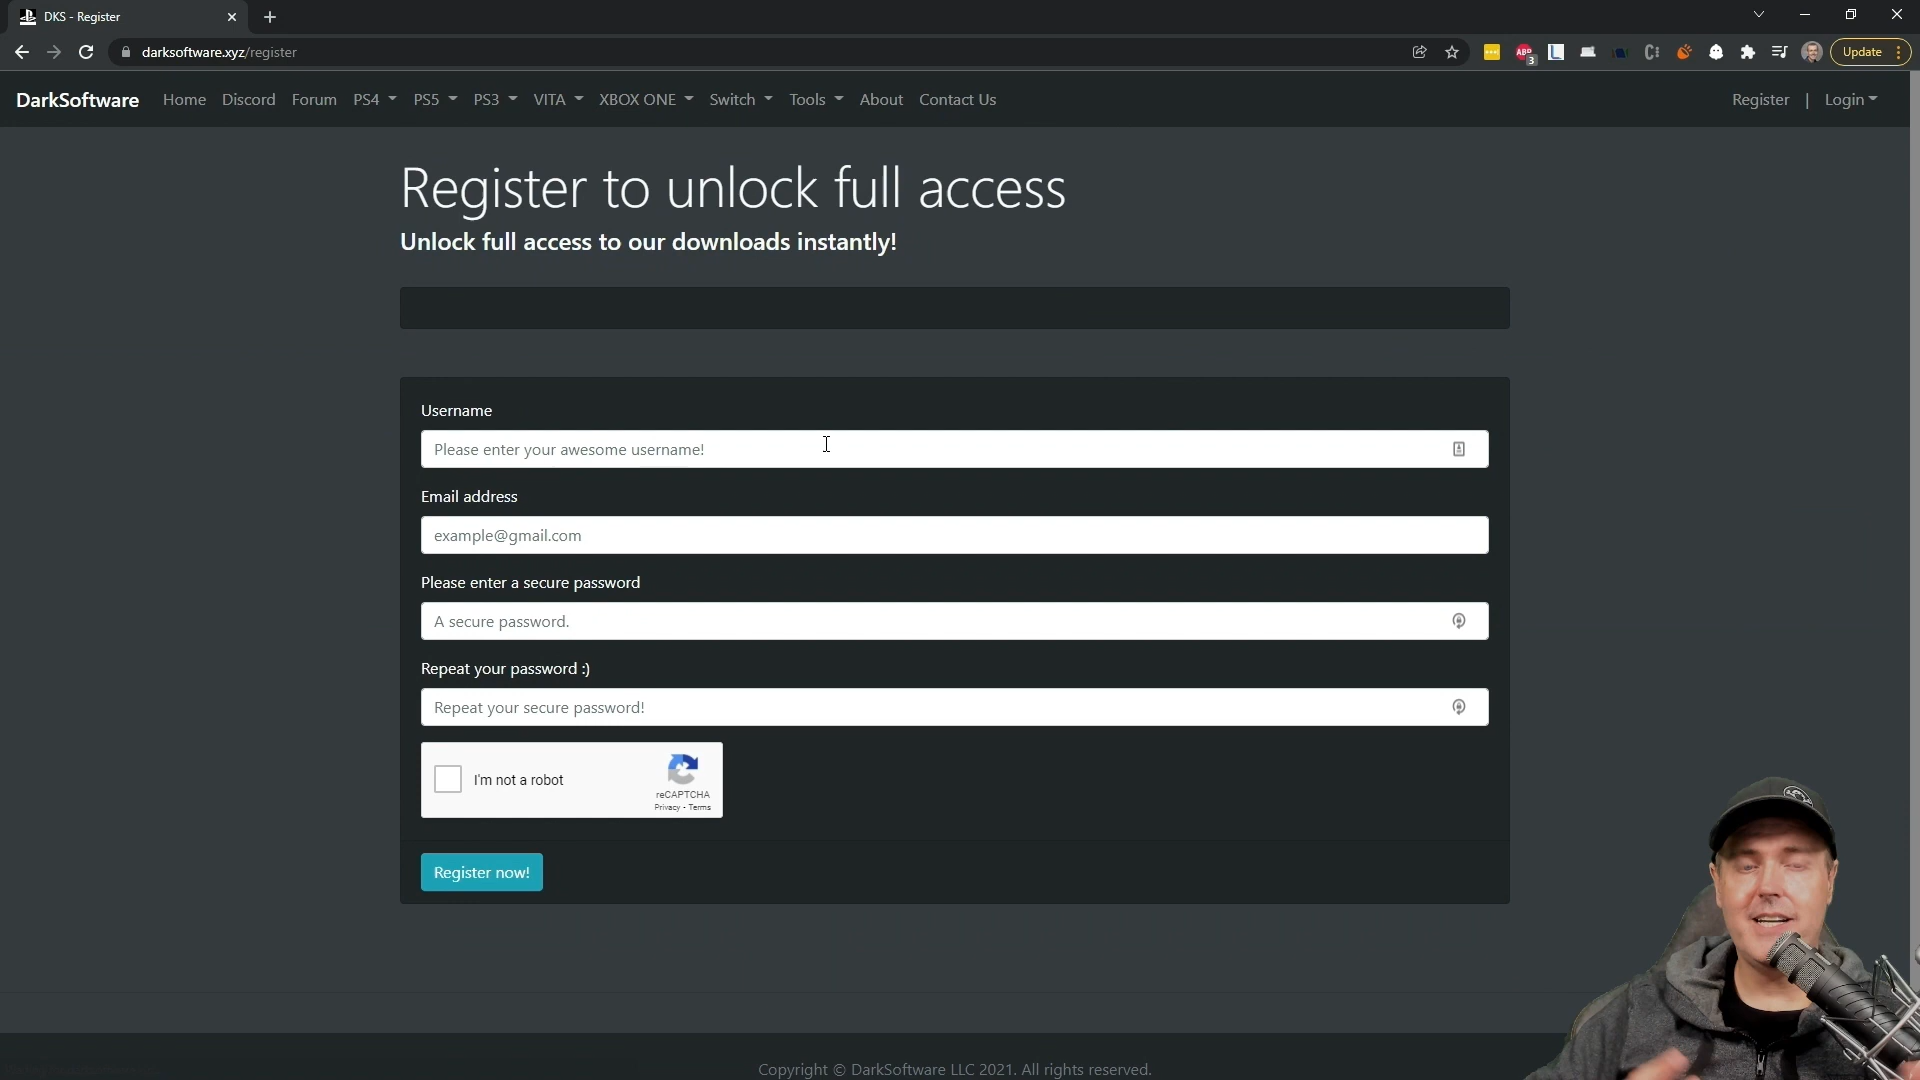 DKS - Register
darksoftware.xyz/register
ABP
3
Update
DarkSoftware Home Discord Forum PS4 PS5 PS3 VITA XBOX ONE Switch Tools About Contact Us Register | Login
Register to unlock full access
Unlock full access to our downloads instantly!
Username
Please enter your awesome username!
Email address
example@gmail.com
Please enter a secure password
A secure password.
Repeat your password :)
Repeat your secure password!
I'm not a robot
reCAPTCHA
Privacy - Terms
Register now!
Copyright © DarkSoftware LLC 2021. All rights reserved.